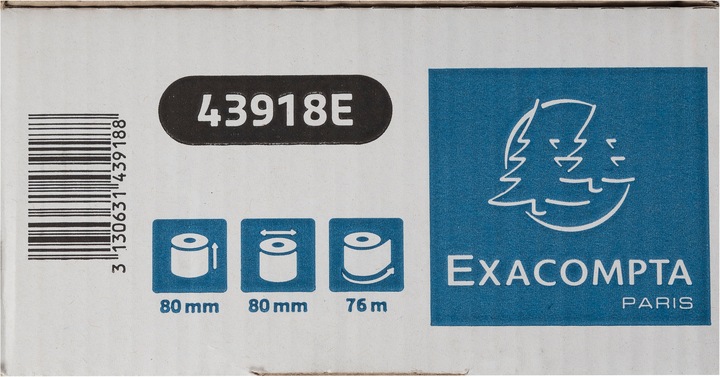 43918E
3 130631 439188
80 mm
80 mm
76 m
EXACOMPTA
PARIS